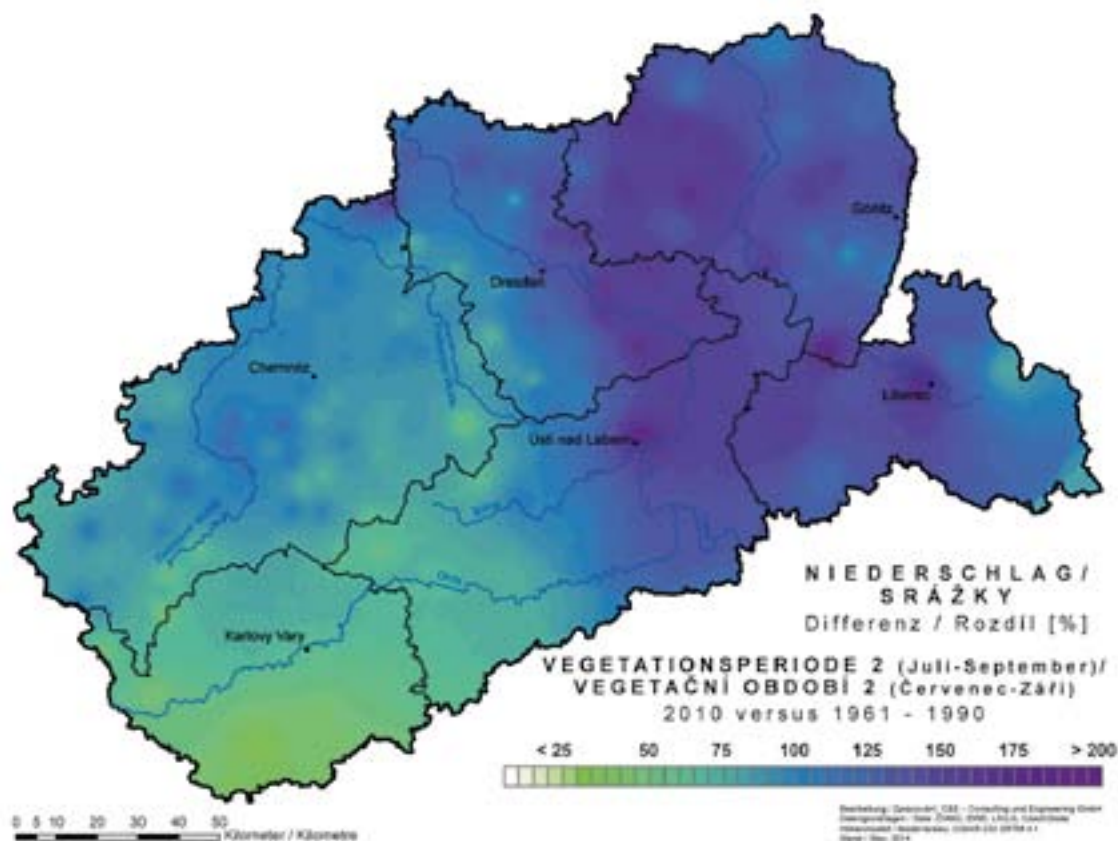 Görlitz
Dresden
Chemnitz
Liberec
Ústí nad Labem
Karlovy Vary
NIEDERSCHLAG/
SRÁŽKY
Differenz / Rozdíl [%]
VEGETATIONSPERIODE 2 (Juli-September)/
VEGETAČNÍ OBDOBÍ 2 (Červenec-Září)
2010 versus 1961 - 1990
< 25 50 75 100 125 150 175 > 200
0 5 10 20 30 40 50
Kilometer / Kilometre